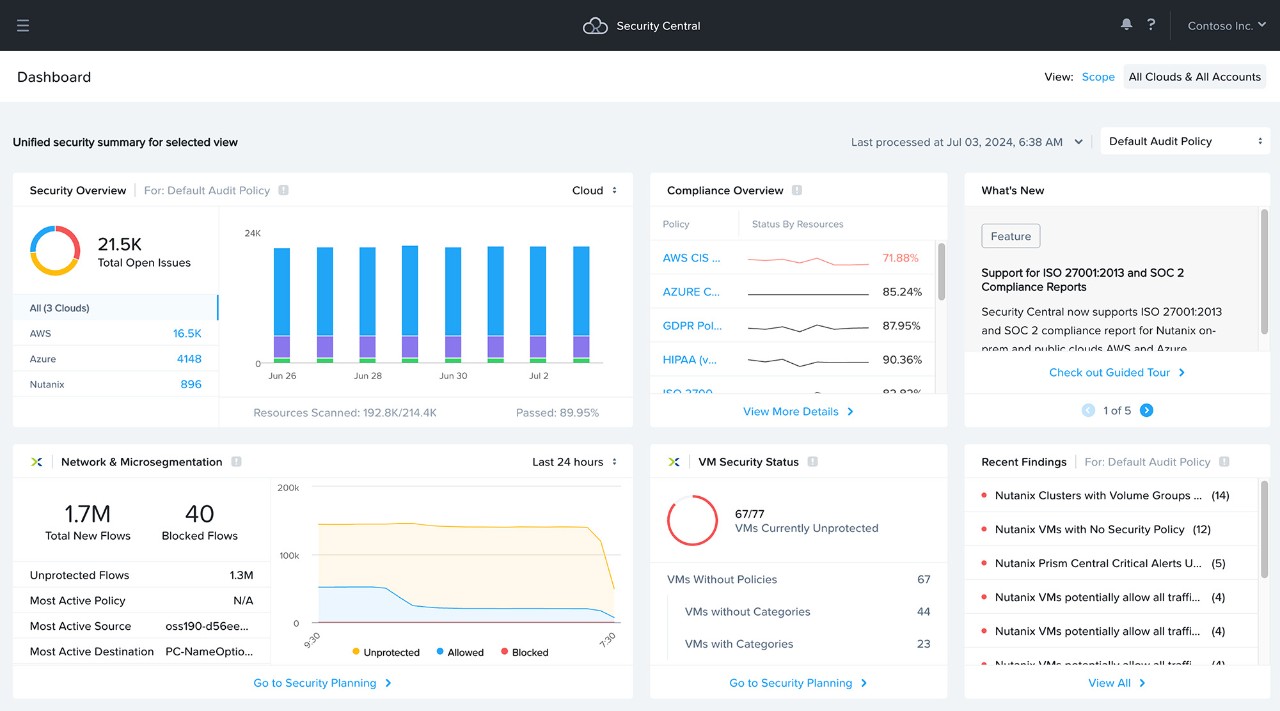 Security Central
Contoso Inc.
Dashboard
View: Scope All Clouds & All Accounts
Unified security summary for selected view
Last processed at Jul 03, 2024, 6:38 AM
Default Audit Policy
Security Overview For: Default Audit Policy
Cloud
21.5K
Total Open Issues
All (3 Clouds)
AWS 16.5K
Azure 4148
Nutanix 896
24K
0
Jun 26 Jun 28 Jun 30 Jul 2
Resources Scanned: 192.8K/214.4K
Passed: 89.95%
Compliance Overview
Policy Status By Resources
AWS CIS ... 71.88%
AZURE C... 85.24%
GDPR Pol... 87.95%
HIPAA (v... 90.36%
ISO 2700... 82.82%
View More Details
What's New
Feature
Support for ISO 27001:2013 and SOC 2
Compliance Reports
Security Central now supports ISO 27001:2013
and SOC 2 compliance report for Nutanix on-
prem and public clouds AWS and Azure
Check out Guided Tour
1 of 5
Network & Microsegmentation
Last 24 hours
1.7M
Total New Flows
40
Blocked Flows
Unprotected Flows 1.3M
Most Active Policy N/A
Most Active Source oss190-d56ee...
Most Active Destination PC-NameOptio...
200k
100k
0
9:30 7:30
Unprotected Allowed Blocked
Go to Security Planning
VM Security Status
67/77
VMs Currently Unprotected
VMs Without Policies 67
VMs without Categories 44
VMs with Categories 23
Go to Security Planning
Recent Findings For: Default Audit Policy
Nutanix Clusters with Volume Groups ... (14)
Nutanix VMs with No Security Policy (12)
Nutanix Prism Central Critical Alerts U... (5)
Nutanix VMs potentially allow all traffi... (4)
Nutanix VMs potentially allow all traffi... (4)
Nutanix VMs potentially allow all traffi... (4)
View All